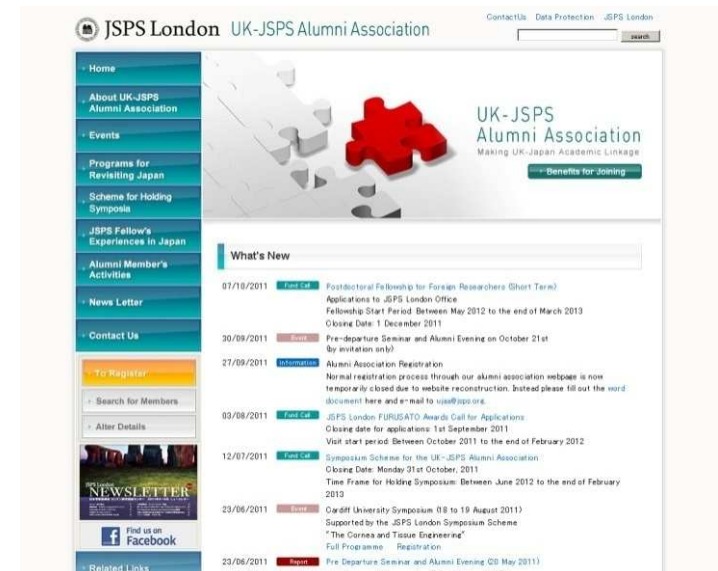 JSPS London UK-JSPS Alumni Association
ContactUs Data Protection JSPS London
search
Home
About UK-JSPS
Alumni Association
Events
Programs for
Revisiting Japan
Scheme for Holding
Symposia
JSPS Fellow's
Experiences in Japan
Alumni Member's
Activities
News Letter
Contact Us
To Register
Search for Members
Alter Details
JSPS London
NEWSLETTER
Find us on
Facebook
Related Links
UK-JSPS
Alumni Association
Making UK-Japan Academic Linkage
Benefits for Joining
What's New
07/10/2011 Fund Call Postdoctoral Fellowship for Foreign Researchers (Short Term)
Applications to JSPS London Office
Fellowship Start Period: Between May 2012 to the end of March 2013
Closing Date: 1 December 2011
30/09/2011 Event Pre-departure Seminar and Alumni Evening on October 21st
(by invitation only)
27/09/2011 Information Alumni Association Registration
Normal registration process through our alumni association webpage is now
temporarily closed due to website reconstruction. Instead please fill out the word
document here and e-mail to ujaa@jsps.org.
03/08/2011 Fund Call JSPS London FURUSATO Awards Call for Applications
Closing date for applications: 1st September 2011
Visit start period: Between October 2011 to the end of February 2012
12/07/2011 Fund Call Symposium Scheme for the UK-JSPS Alumni Association
Closing Date: Monday 31st October, 2011
Time Frame for Holding Symposium: Between June 2012 to the end of February
2013
23/06/2011 Event Cardiff University Symposium (18 to 19 August 2011)
Supported by the JSPS London Symposium Scheme
"The Cornea and Tissue Engineering"
Full Programme Registration
23/06/2011 Report Pre Departure Seminar and Alumni Evening (20 May 2011)